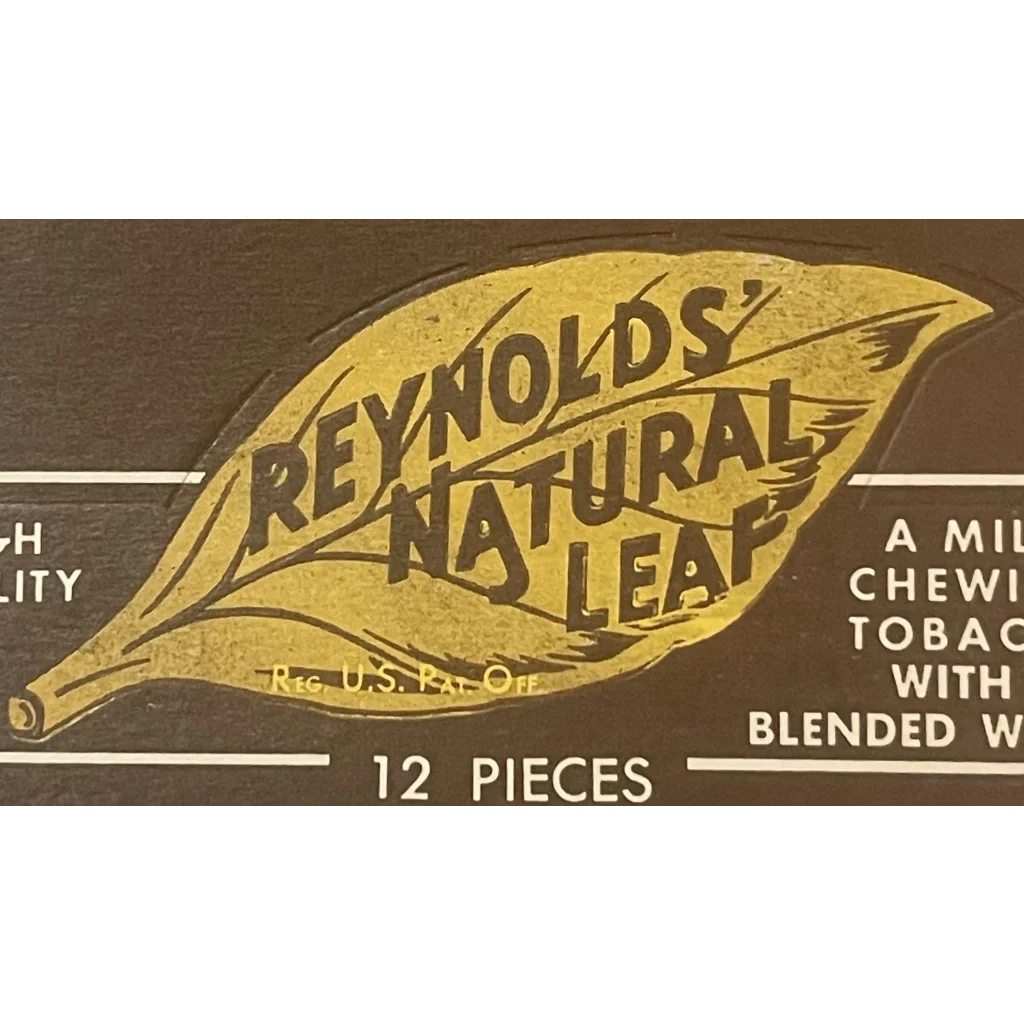 REYNOLDS'
NATURAL
LEAF
REG. U.S. PAT. OFF.
12 PIECES
LITY
A MIL
CHEWI
TOBAC
WITH
BLENDED W